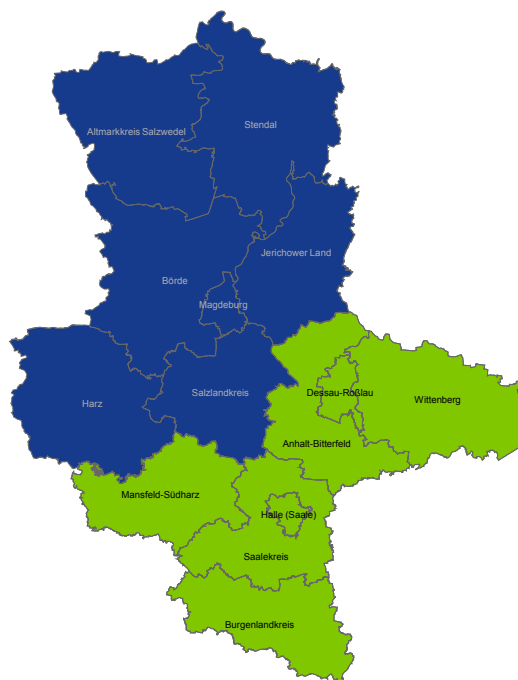 Stendal
Altmarkkreis Salzwedel
Jerichower Land
Börde
Magdeburg
Salzlandkreis
Harz
Dessau-Roßlau
Wittenberg
Anhalt-Bitterfeld
Mansfeld-Südharz
Halle (Saale)
Saalekreis
Burgenlandkreis